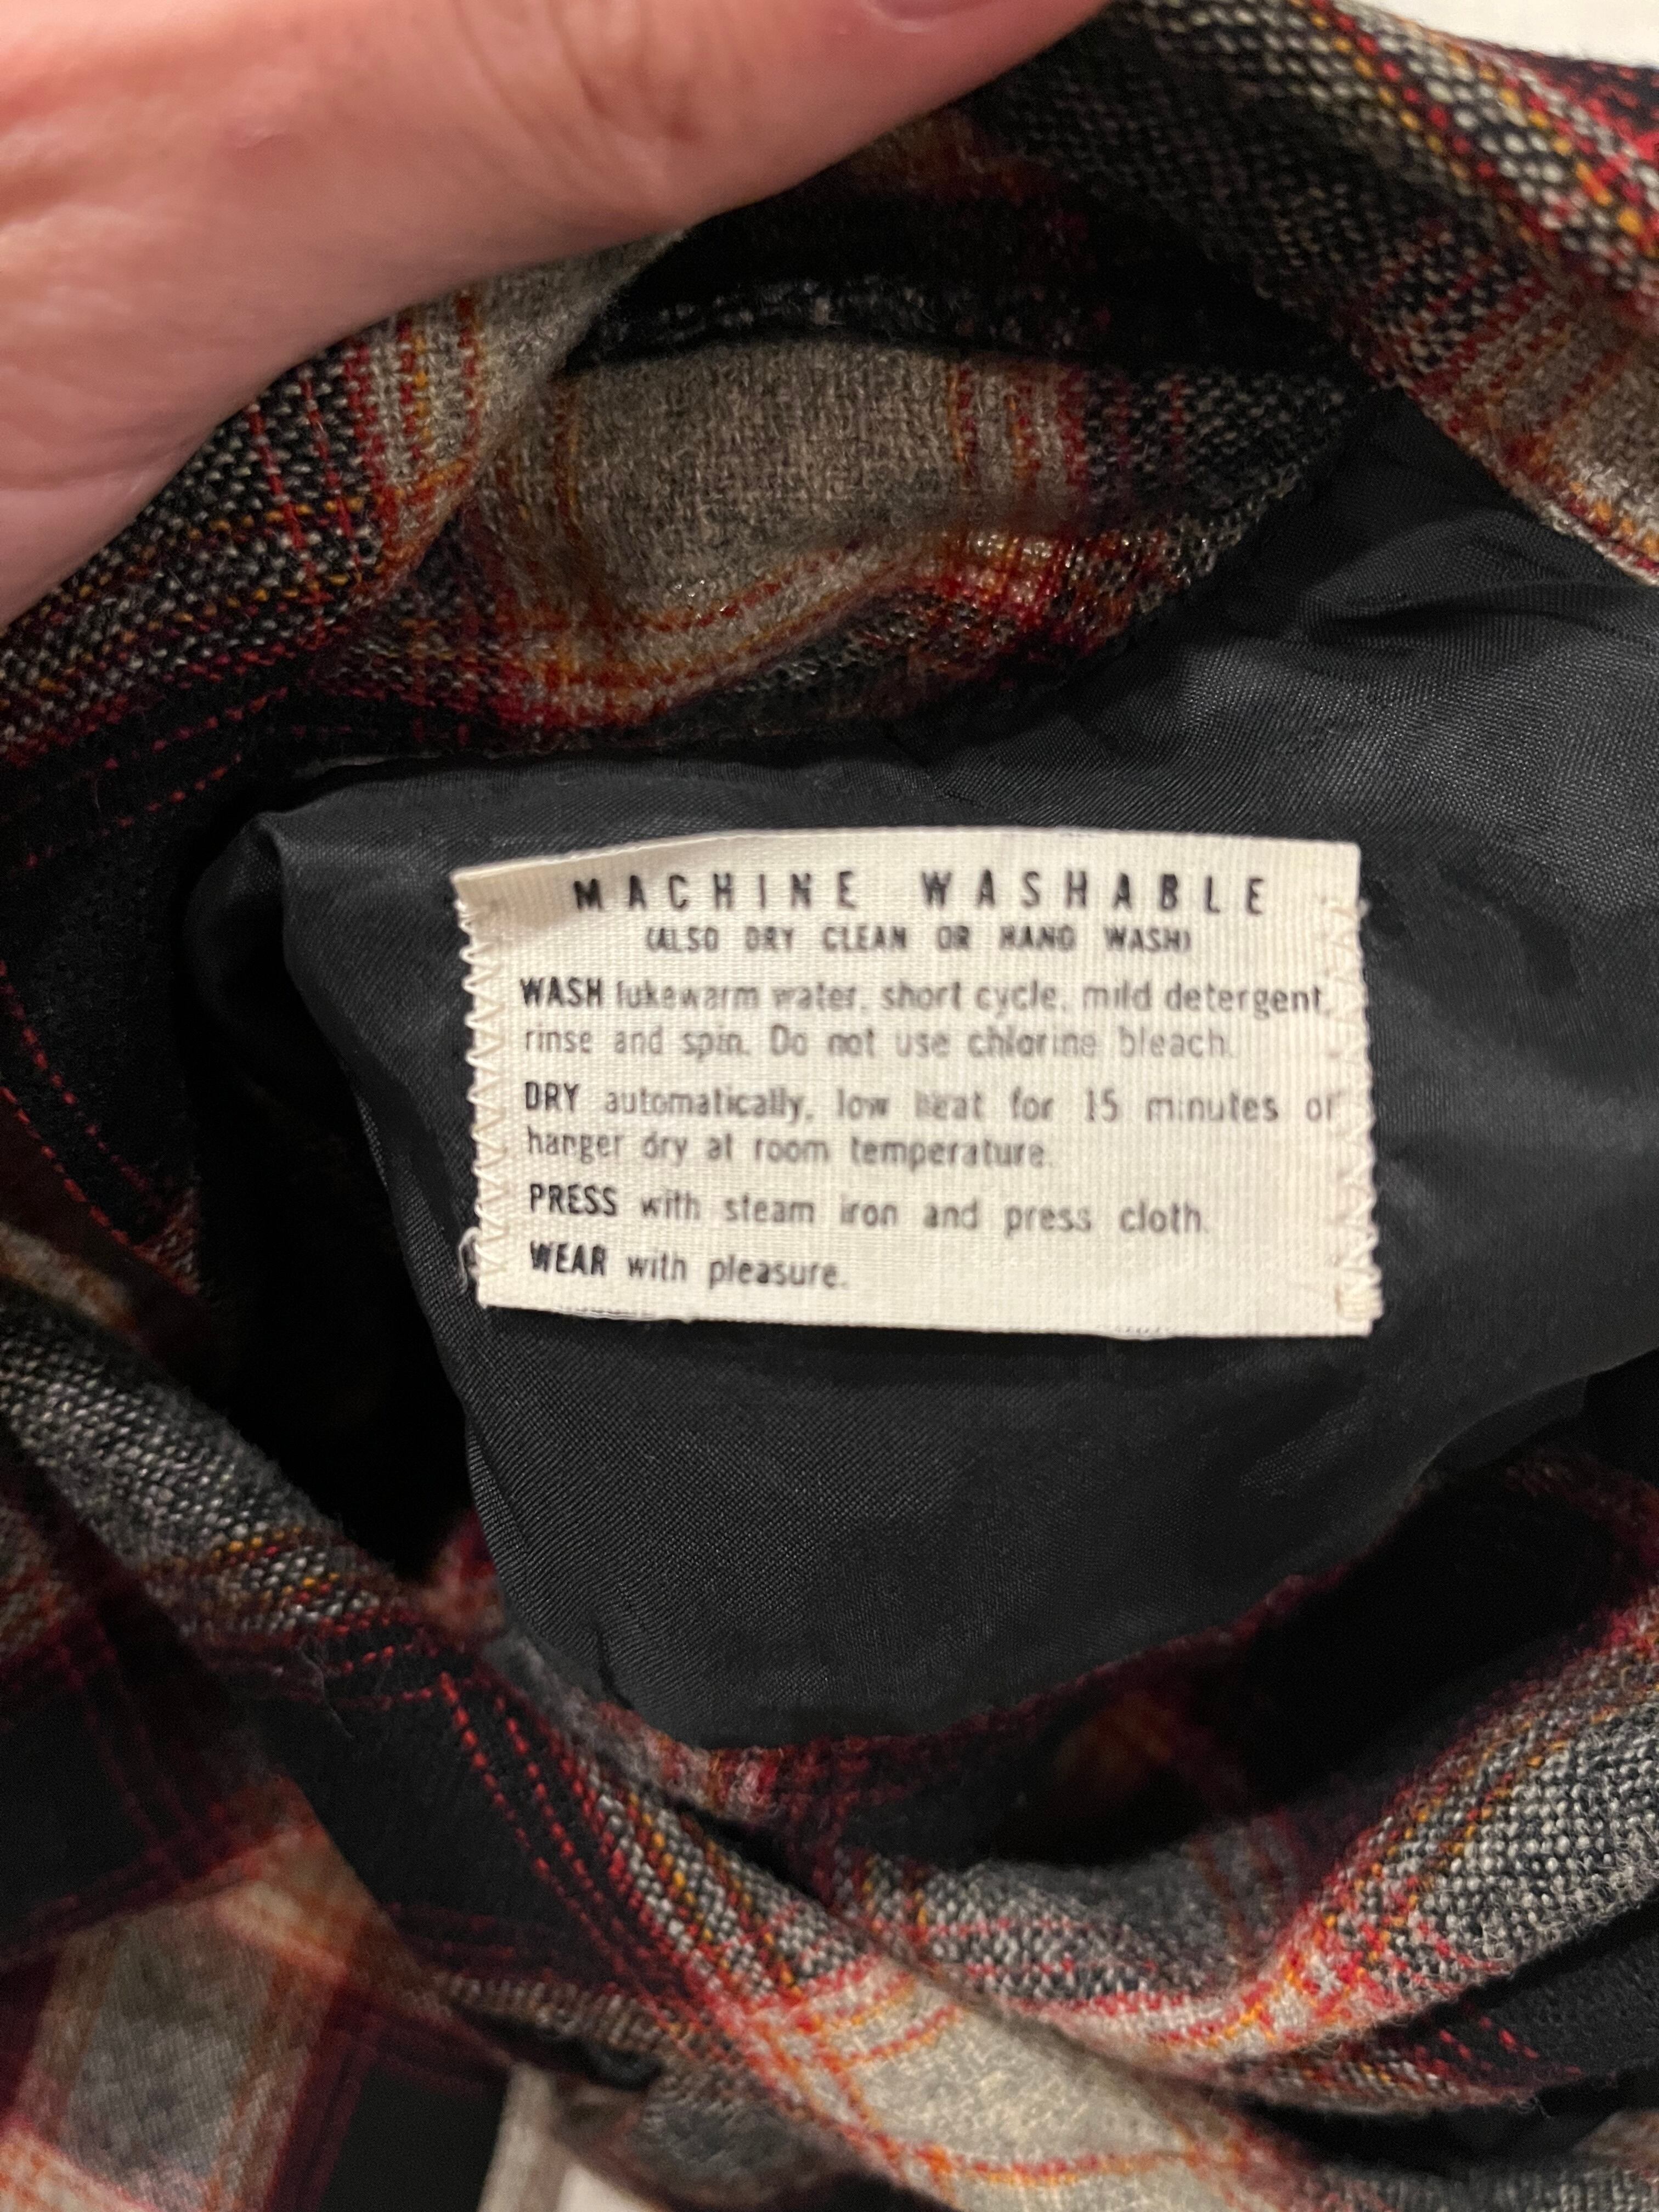 MACHINE WASHABLE
(ALSO DRY CLEAN OR HAND WASH)
WASH lukewarm water, short cycle, mild detergent,
rinse and spin. Do not use chlorine bleach.
DRY automatically, low heat for 15 minutes or
hanger dry at room temperature.
PRESS with steam iron and press cloth.
WEAR with pleasure.